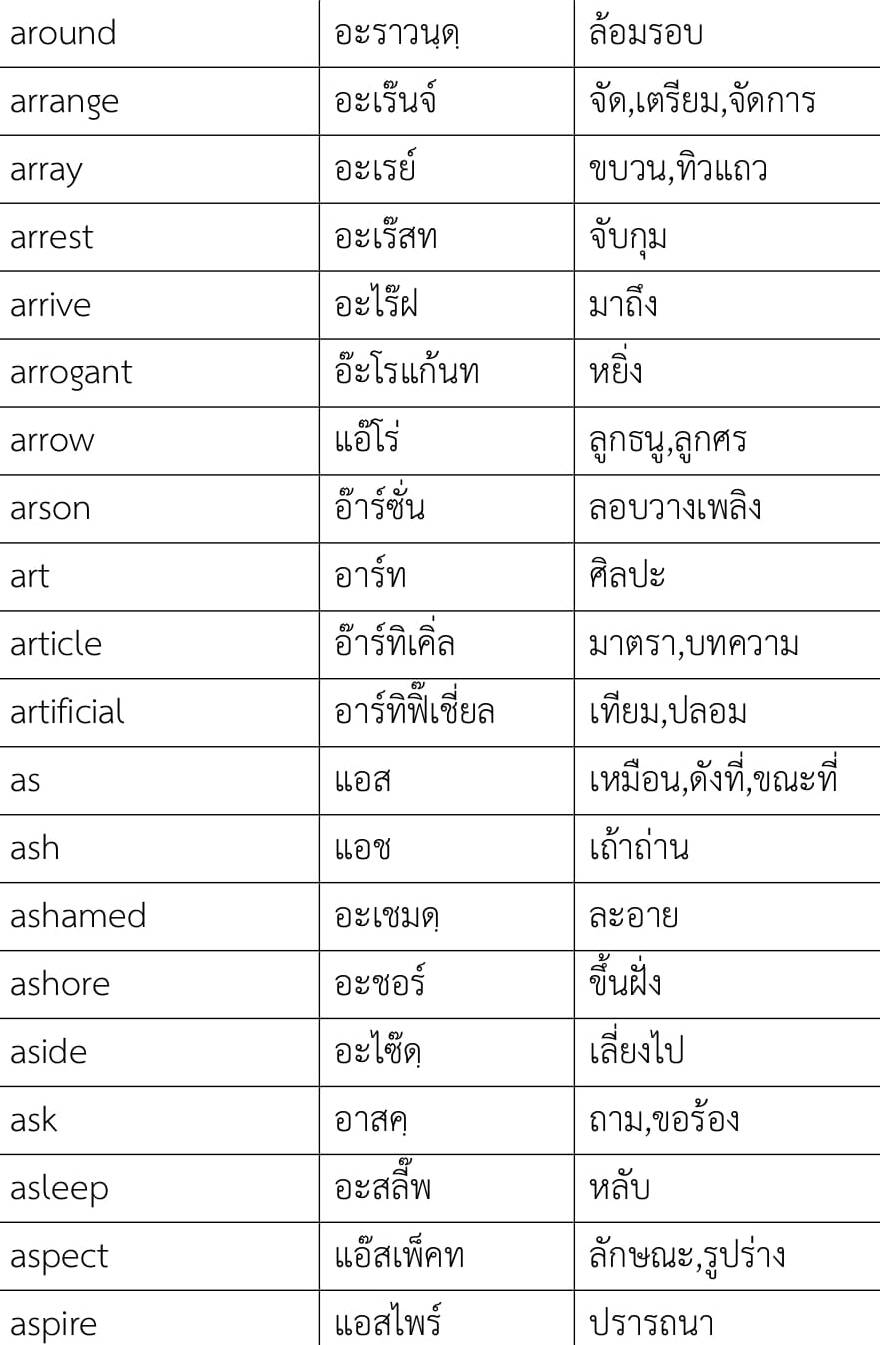 around อะราวนฺดฺ ล้อมรอบ
arrange อะเร๊นจ์ จัด,เตรียม,จัดการ
array อะเรย์ ขบวน,ทิวแถว
arrest อะเร๊สท จับกุม
arrive อะไร๊ฝ มาถึง
arrogant อ๊ะโรแก้นท หยิ่ง
arrow แอ๊โร่ ลูกธนู,ลูกศร
arson อ๊าร์ซั่น ลอบวางเพลิง
art อาร์ท ศิลปะ
article อ๊าร์ทิเคิ่ล มาตรา,บทความ
artificial อาร์ทิฟิ๊เชี่ยล เทียม,ปลอม
as แอส เหมือน,ดังที่,ขณะที่
ash แอช เถ้าถ่าน
ashamed อะเชมดฺ ละอาย
ashore อะชอร์ ขึ้นฝั่ง
aside อะไซ๊ดฺ เลี่ยงไป
ask อาสคฺ ถาม,ขอร้อง
asleep อะสลี๊พ หลับ
aspect แอ๊สเพ็คท ลักษณะ,รูปร่าง
aspire แอสไพร์ ปรารถนา